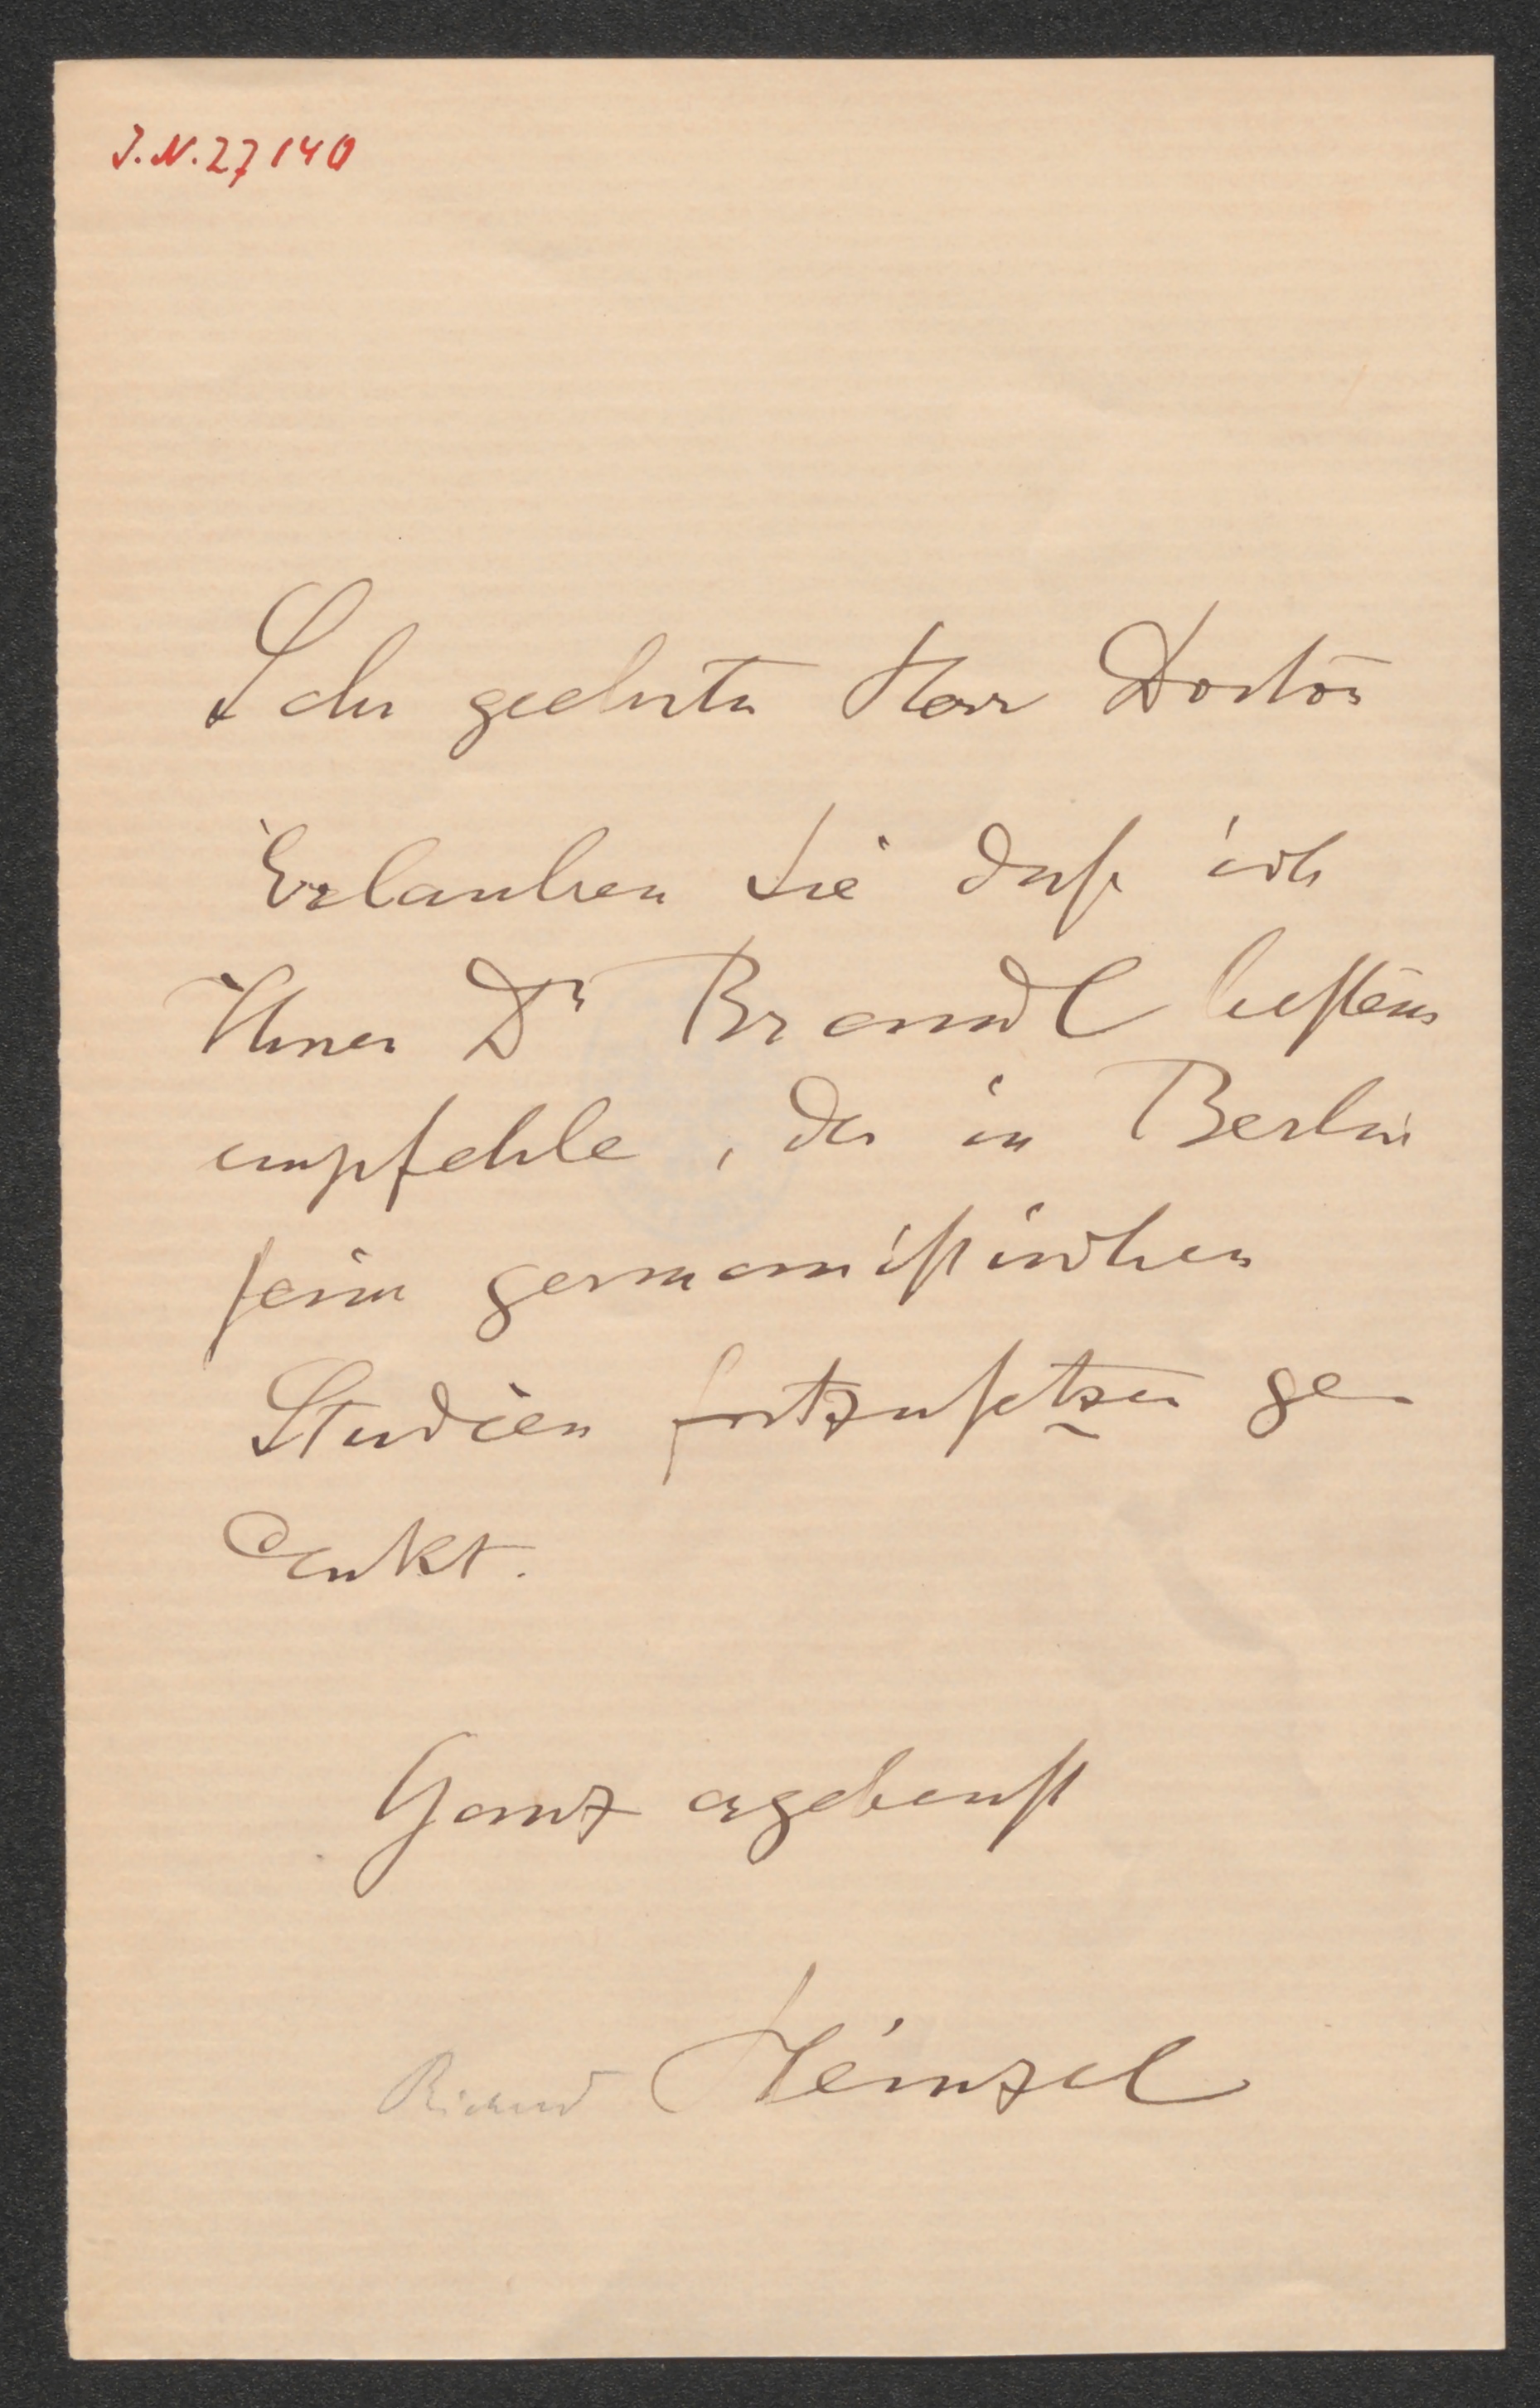 J.N. 27140
Sehr geehrter Herr Doctor
Erlauben Sie daß ich
Ihnen Dr Brandl bestens
empfehle, der in Berlin
seine germanistischen
Studien fortzusetzen ge
denkt.
Ganz ergebenst
Richard Heinzel